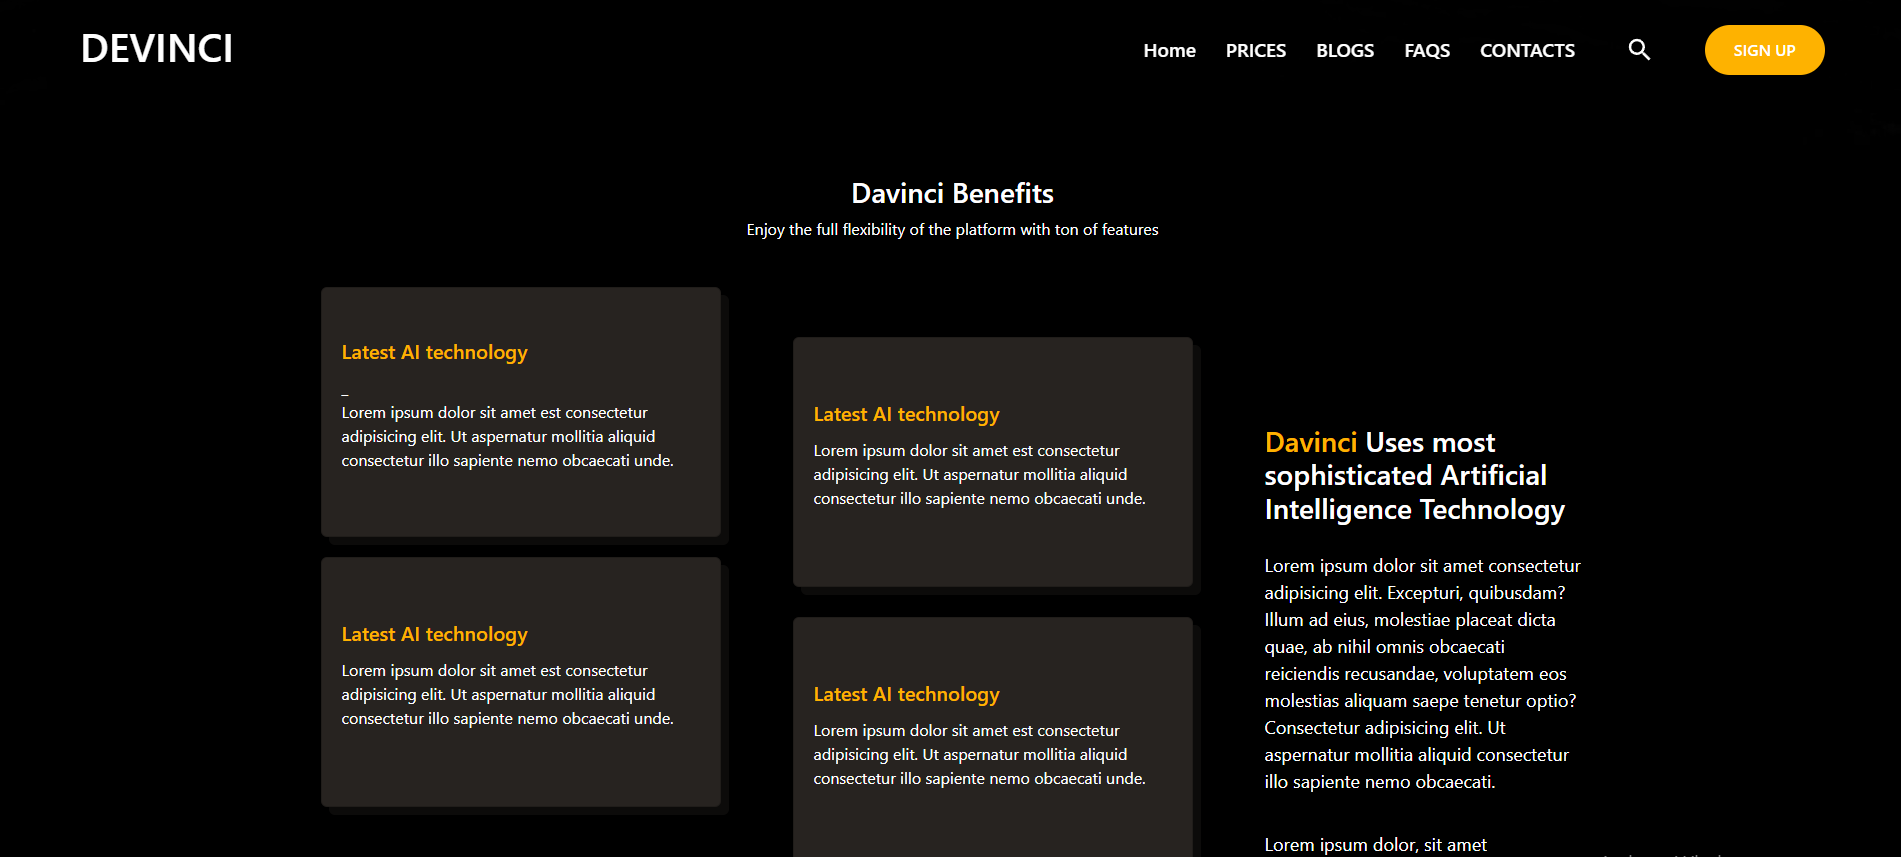 DEVINCI
Home PRICES BLOGS FAQS CONTACTS SIGN UP
Davinci Benefits
Enjoy the full flexibility of the platform with ton of features
Latest AI technology
_
Lorem ipsum dolor sit amet est consectetur
adipisicing elit. Ut aspernatur mollitia aliquid
consectetur illo sapiente nemo obcaecati unde.
Latest AI technology
Lorem ipsum dolor sit amet est consectetur
adipisicing elit. Ut aspernatur mollitia aliquid
consectetur illo sapiente nemo obcaecati unde.
Latest AI technology
Lorem ipsum dolor sit amet est consectetur
adipisicing elit. Ut aspernatur mollitia aliquid
consectetur illo sapiente nemo obcaecati unde.
Latest AI technology
Lorem ipsum dolor sit amet est consectetur
adipisicing elit. Ut aspernatur mollitia aliquid
consectetur illo sapiente nemo obcaecati unde.
Davinci Uses most
sophisticated Artificial
Intelligence Technology
Lorem ipsum dolor sit amet consectetur
adipisicing elit. Excepturi, quibusdam?
Illum ad eius, molestiae placeat dicta
quae, ab nihil omnis obcaecati
reiciendis recusandae, voluptatem eos
molestias aliquam saepe tenetur optio?
Consectetur adipisicing elit. Ut
aspernatur mollitia aliquid consectetur
illo sapiente nemo obcaecati.
Lorem ipsum dolor, sit amet